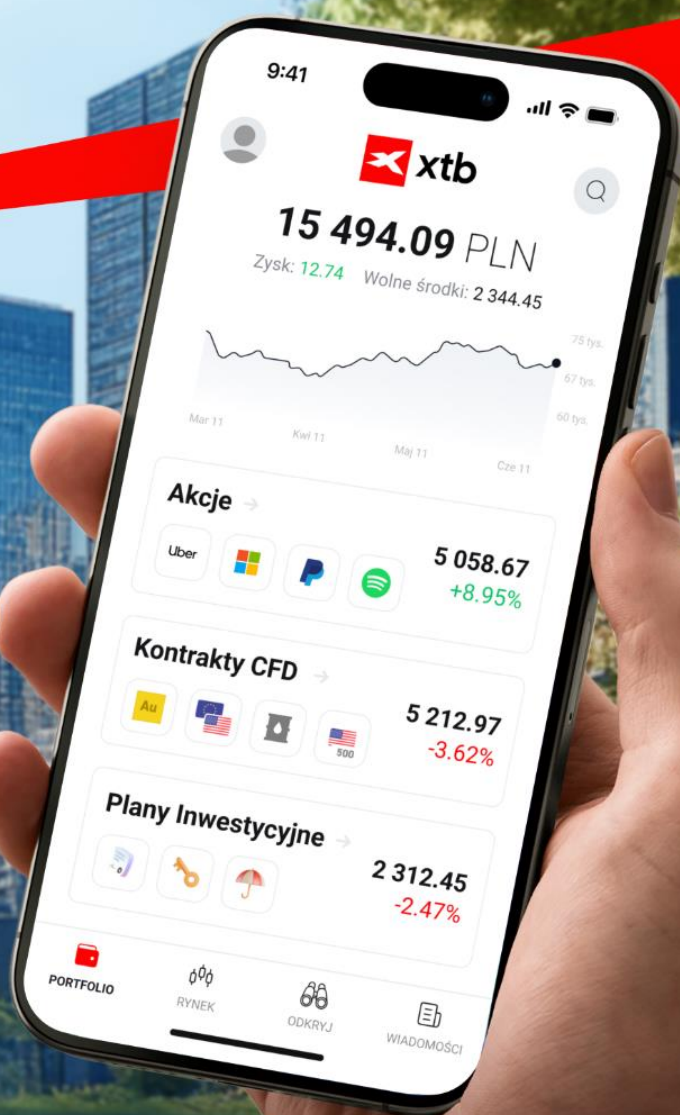 9:41
xtb
15 494.09 PLN
Zysk: 12.74 Wolne środki: 2 344.45
75 tys.
67 tys.
60 tys.
Mar 11 Kwi 11 Maj 11 Cze 11
Akcje
Uber
5 058.67
+8.95%
Kontrakty CFD
Au
500
5 212.97
-3.62%
Plany Inwestycyjne
2 312.45
-2.47%
PORTFOLIO RYNEK ODKRYJ WIADOMOŚCI